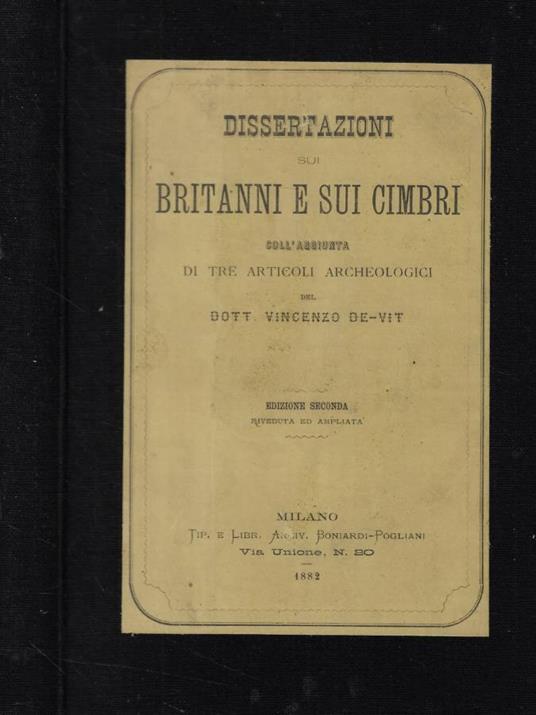 DISSERTAZIONI
SUI
BRITANNI E SUI CIMBRI
COLL'AGGIUNTA
DI TRE ARTICOLI ARCHEOLOGICI
DEL
DOTT. VINCENZO DE-VIT
EDIZIONE SECONDA
RIVEDUTA ED AMPLIATA
MILANO
TIP. E LIBR. ARCIV. BONIARDI-POGLIANI
Via Unione, N. 20
1882